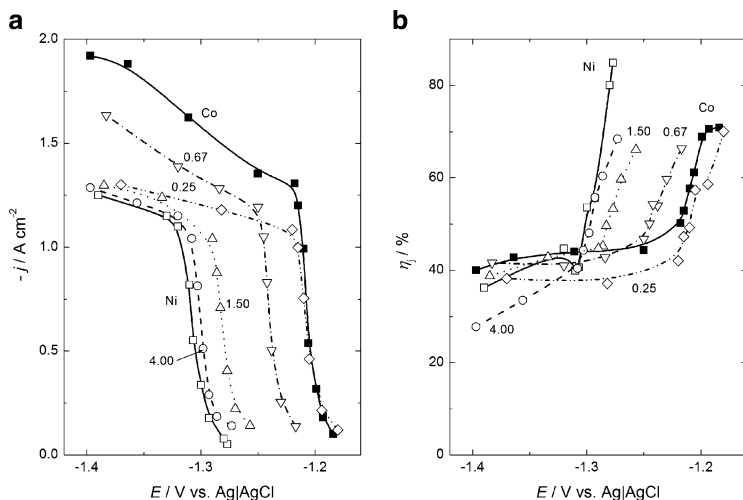 a
2.0
1.5
1.0
0.5
0.0
-1.4
-1.3
-1.2
- j / A cm-2
E / V vs. Ag|AgCl
Co
0.67
0.25
1.50
Ni
4.00
b
80
60
40
20
0
-1.4
-1.3
-1.2
ηj / %
E / V vs. Ag|AgCl
Ni
1.50
0.67
Co
0.25
4.00